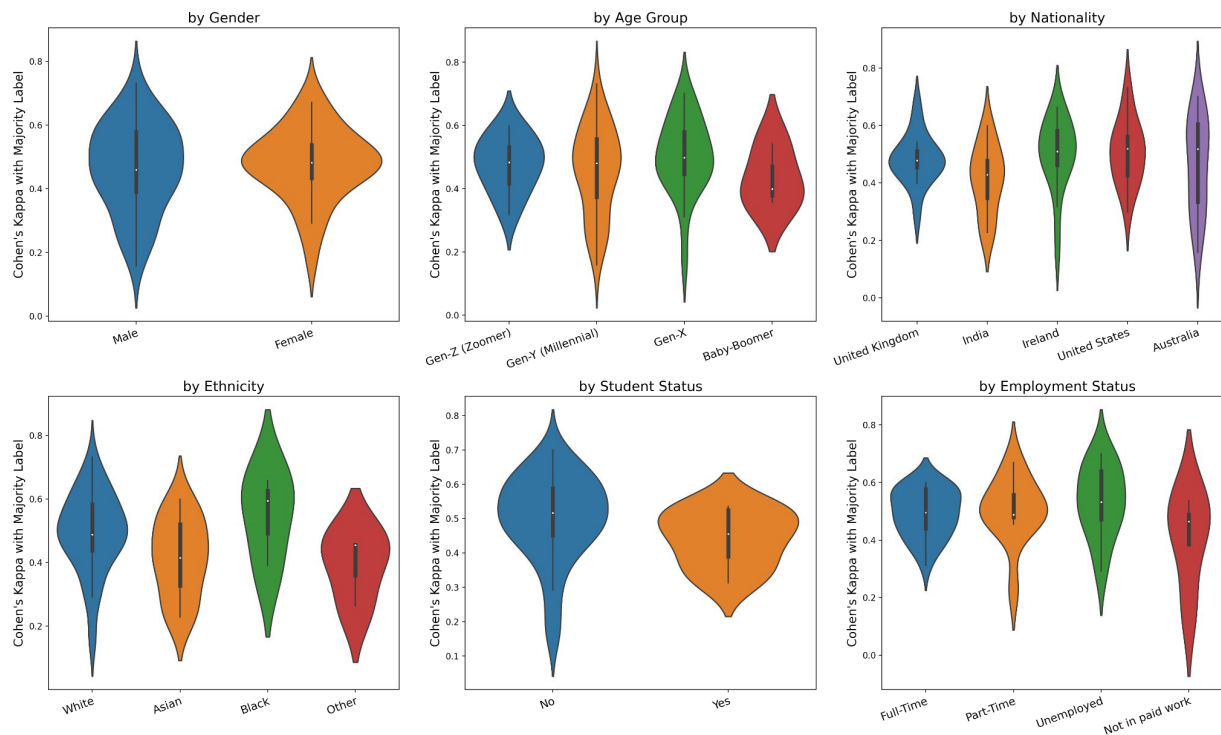 by Gender
Cohen's Kappa with Majority Label
0.8
0.6
0.4
0.2
0.0
Male
Female
by Age Group
Cohen's Kappa with Majority Label
0.8
0.6
0.4
0.2
0.0
Gen-Z (Zoomer)
Gen-Y (Millennial)
Gen-X
Baby-Boomer
by Nationality
Cohen's Kappa with Majority Label
0.8
0.6
0.4
0.2
0.0
United Kingdom
India
Ireland
United States
Australia
by Ethnicity
Cohen's Kappa with Majority Label
0.8
0.6
0.4
0.2
White
Asian
Black
Other
by Student Status
Cohen's Kappa with Majority Label
0.8
0.7
0.6
0.5
0.4
0.3
0.2
0.1
No
Yes
by Employment Status
Cohen's Kappa with Majority Label
0.8
0.6
0.4
0.2
0.0
Full-Time
Part-Time
Unemployed
Not in paid work